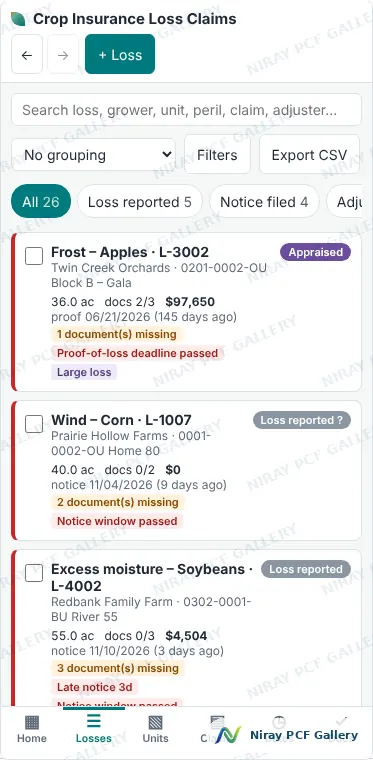 Crop Insurance Loss Claims
← → + Loss
Search loss, grower, unit, peril, claim, adjuster...
No grouping Filters Export CSV
All 26 Loss reported 5 Notice filed 4
Frost – Apples · L-3002 Appraised
Twin Creek Orchards · 0201-0002-OU
Block B – Gala
36.0 ac docs 2/3 $97,650
proof 06/21/2026 (145 days ago)
1 document(s) missing
Proof-of-loss deadline passed
Large loss
Wind – Corn · L-1007 Loss reported ?
Prairie Hollow Farms · 0101-
0002-OU Home 80
40.0 ac docs 0/2 $0
notice 11/04/2026 (9 days ago)
2 document(s) missing
Notice window passed
Excess moisture – Soybeans · Loss reported
L-4002
Redbank Family Farm · 0302-0001-
BU River 55
55.0 ac docs 0/3 $4,504
notice 11/10/2026 (3 days ago)
3 document(s) missing
Late notice 3d
Notice window passed
Home Losses Units
Niray PCF Gallery
NIRAY PCF GALLERY